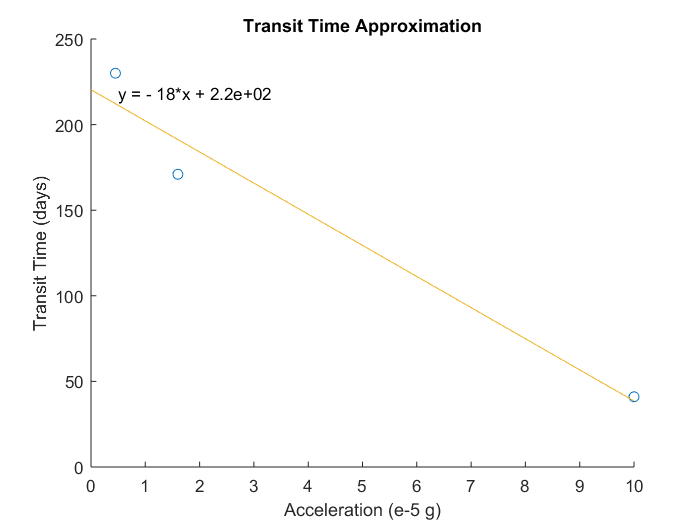 Transit Time Approximation
250
y = - 18*x + 2.2e+02
200
150
100
50
0
Transit Time (days)
0 1 2 3 4 5 6 7 8 9 10
Acceleration (e-5 g)